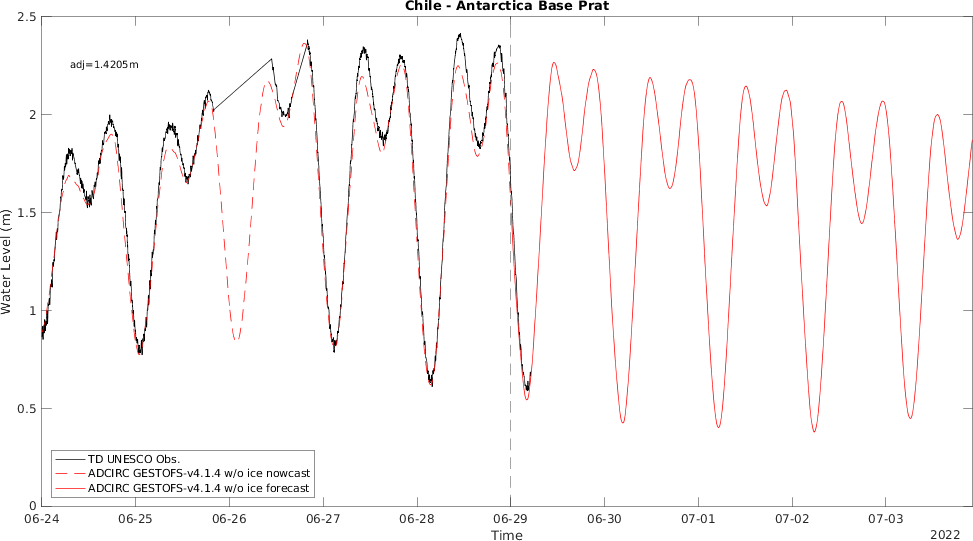 Chile - Antarctica Base Prat
2.5
adj=1.4205m
2
1.5
Water Level (m)
1
0.5
TD UNESCO Obs.
ADCIRC GESTOFS-v4.1.4 w/o ice nowcast
ADCIRC GESTOFS-v4.1.4 w/o ice forecast
0
06-24 06-25 06-26 06-27 06-28 06-29 06-30 07-01 07-02 07-03
Time
2022